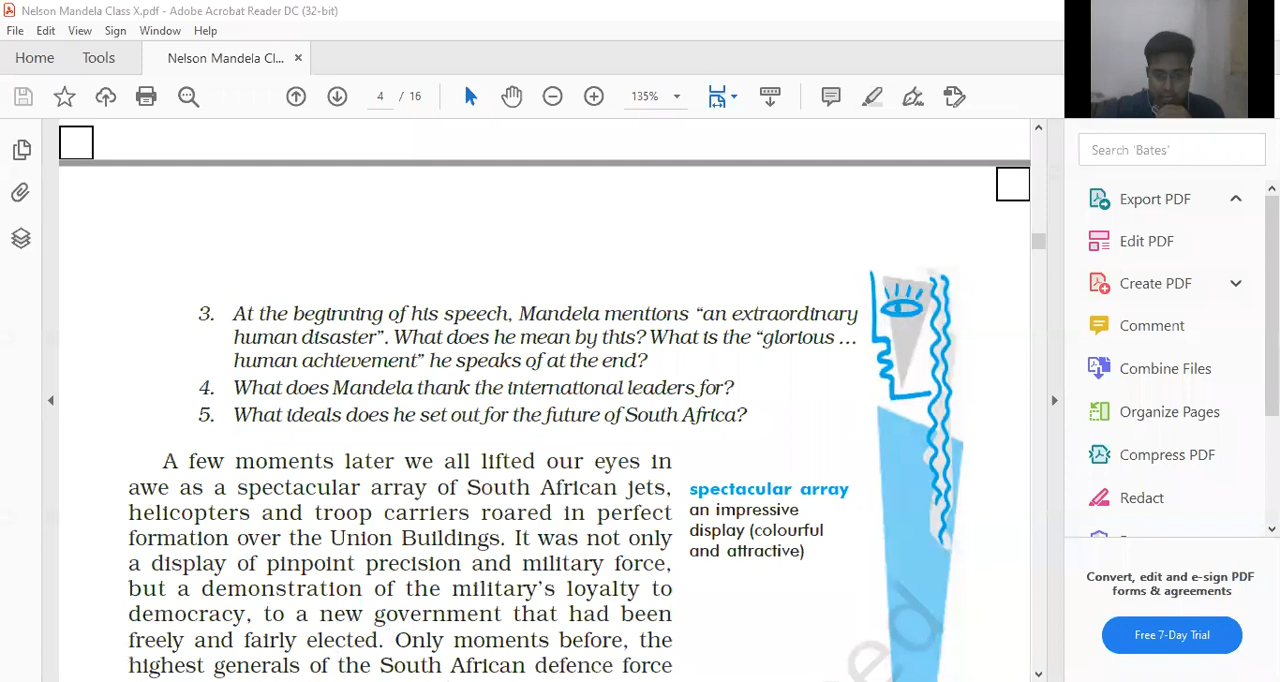 Nelson Mandela Class X.pdf - Adobe Acrobat Reader DC (32-bit)
File Edit View Sign Window Help
Home Tools Nelson Mandela Cl... ×
4 / 16 135%
Search 'Bates'
Export PDF
Edit PDF
Create PDF
Comment
Combine Files
Organize Pages
Compress PDF
Redact
Convert, edit and e-sign PDF
forms & agreements
Free 7-Day Trial
3. At the beginning of his speech, Mandela mentions “an extraordinary
human disaster”. What does he mean by this? What is the “glorious ...
human achievement” he speaks of at the end?
4. What does Mandela thank the international leaders for?
5. What ideals does he set out for the future of South Africa?
A few moments later we all lifted our eyes in
awe as a spectacular array of South African jets,
helicopters and troop carriers roared in perfect
formation over the Union Buildings. It was not only
a display of pinpoint precision and military force,
but a demonstration of the military’s loyalty to
democracy, to a new government that had been
freely and fairly elected. Only moments before, the
highest generals of the South African defence force
spectacular array
an impressive
display (colourful
and attractive)